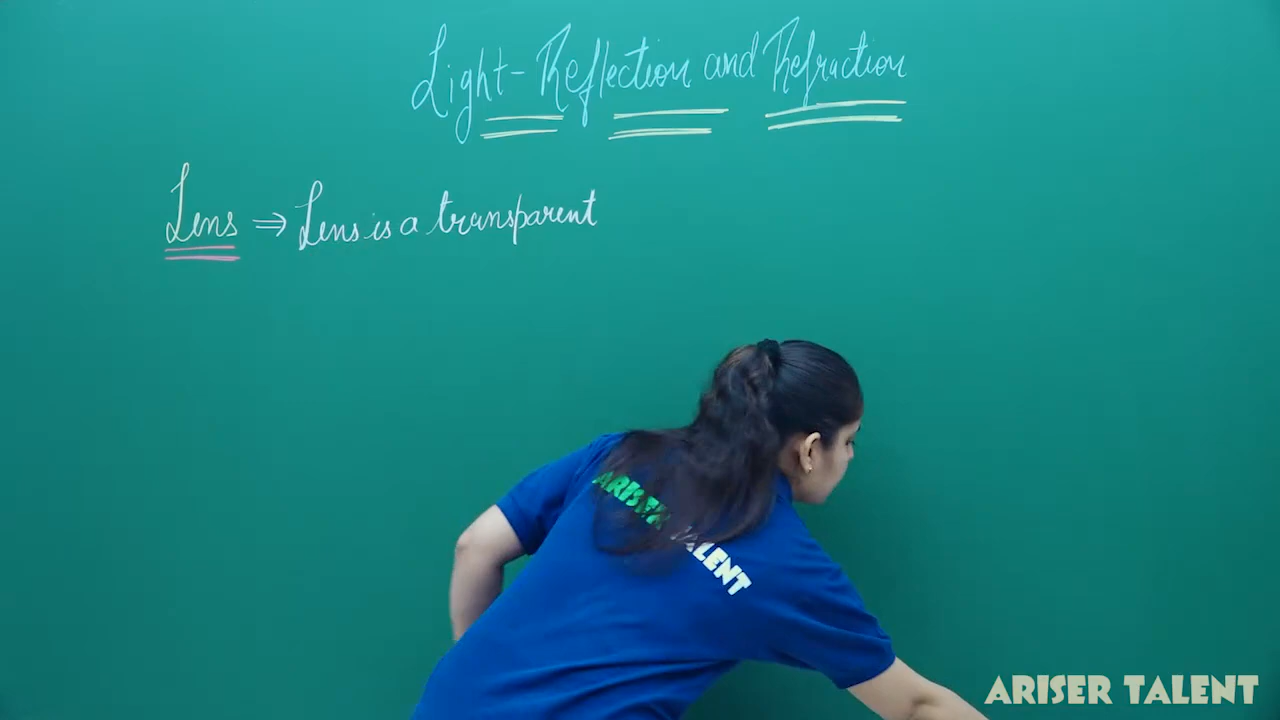 Light-Reflection and Refraction
Lens ⇒ Lens is a transparent
ARISER TALENT
ARISER TALENT